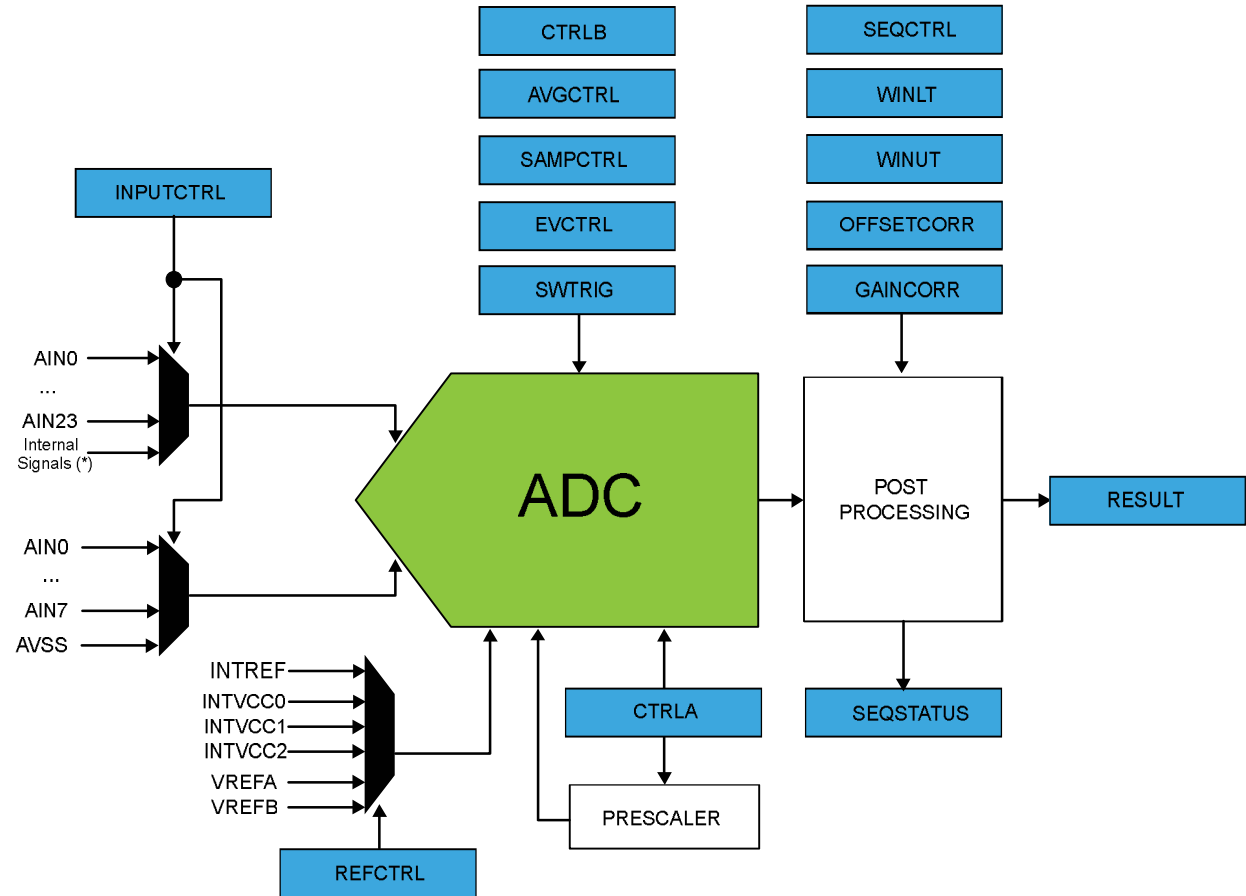 CTRLB
AVGCTRL
SAMPCTRL
EVCTRL
SWTRIG
SEQCTRL
WINLT
WINUT
OFFSETCORR
GAINCORR
INPUTCTRL
AIN0
...
AIN23
Internal
Signals (*)
AIN0
...
AIN7
AVSS
ADC
POST
PROCESSING
RESULT
INTREF
INTVCC0
INTVCC1
INTVCC2
VREFA
VREFB
REFCTRL
CTRLA
PRESCALER
SEQSTATUS